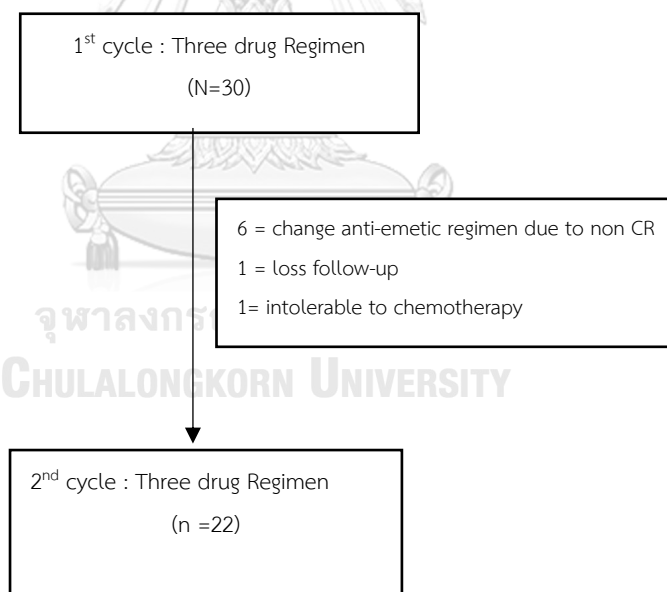 1st cycle : Three drug Regimen
(N=30)
6 = change anti-emetic regimen due to non CR
1 = loss follow-up
1= intolerable to chemotherapy
จุฬาลงกร
CHULALONGKORN UNIVERSITY
2nd cycle : Three drug Regimen
(n =22)